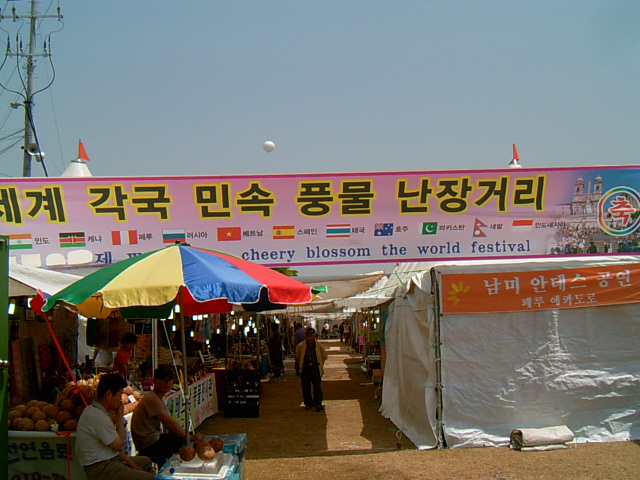 세계 각국 민속 풍물 난장거리
인도 케냐 페루 러시아 베트남 스페인 태국 호주 파키스탄 네팔 인도네시아
축
제
cheery blossom the world festival
남미 안데스 공인
페루 에콰도르